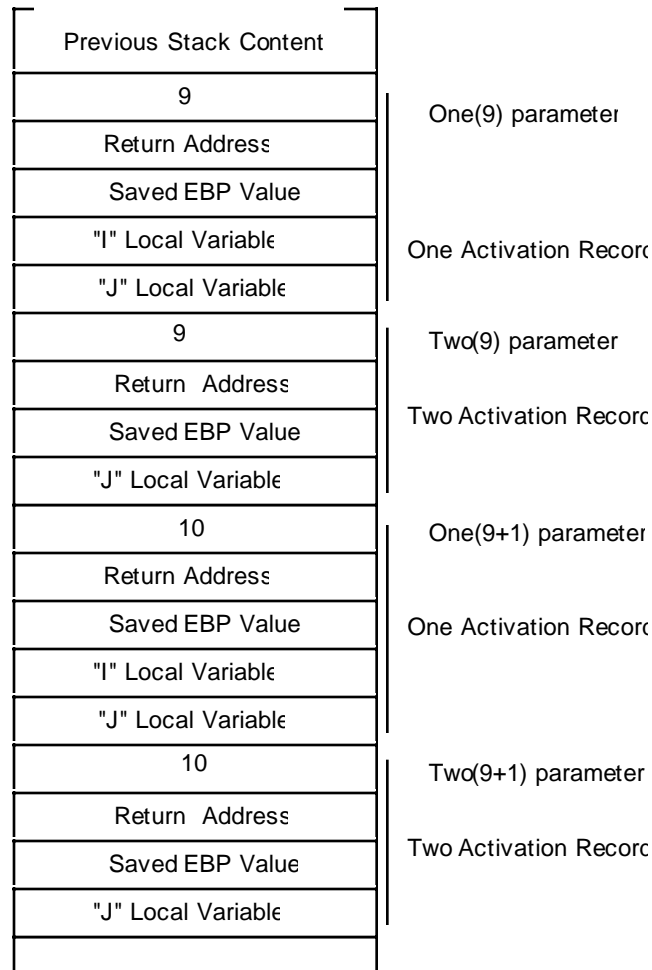 Previous Stack Content
9
One(9) parameter
Return Address
Saved EBP Value
"I" Local Variable
One Activation Record
"J" Local Variable
9
Two(9) parameter
Return Address
Two Activation Record
Saved EBP Value
"J" Local Variable
10
One(9+1) parameter
Return Address
Saved EBP Value
One Activation Record
"I" Local Variable
"J" Local Variable
10
Two(9+1) parameter
Return Address
Two Activation Record
Saved EBP Value
"J" Local Variable